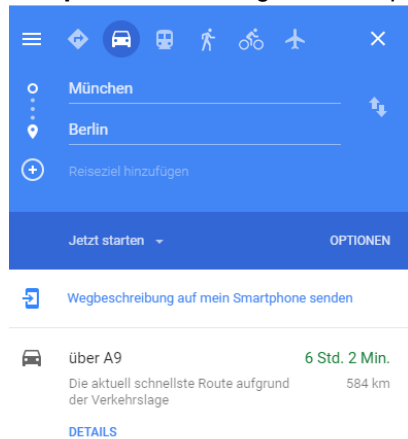 München
Berlin
Reiseziel hinzufügen
Jetzt starten OPTIONEN
Wegbeschreibung auf mein Smartphone senden
über A9 6 Std. 2 Min.
Die aktuell schnellste Route aufgrund 584 km
der Verkehrslage
DETAILS